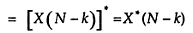 = [X(N−k)]* = X*(N−k)